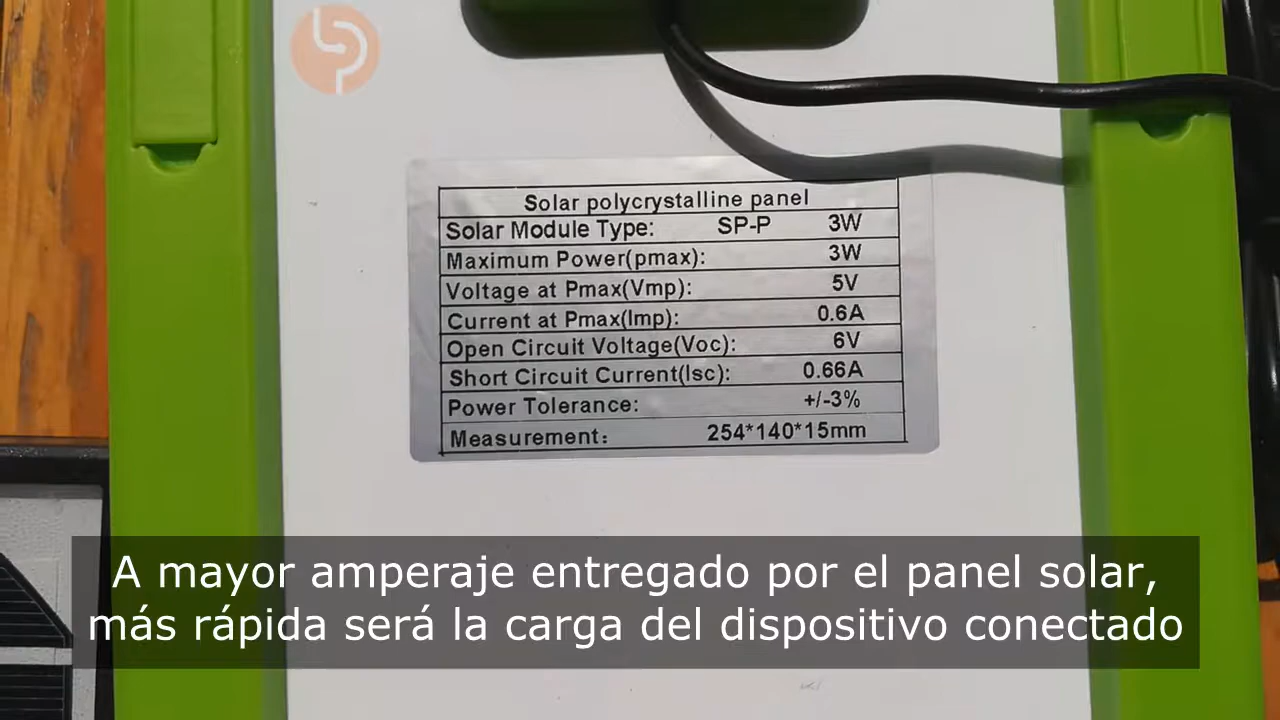 Solar polycrystalline panel
Solar Module Type: SP-P 3W
Maximum Power(pmax): 3W
Voltage at Pmax(Vmp): 5V
Current at Pmax(Imp): 0.6A
Open Circuit Voltage(Voc): 6V
Short Circuit Current(Isc): 0.66A
Power Tolerance: +/-3%
Measurement: 254*140*15mm
A mayor amperaje entregado por el panel solar,
más rápida será la carga del dispositivo conectado